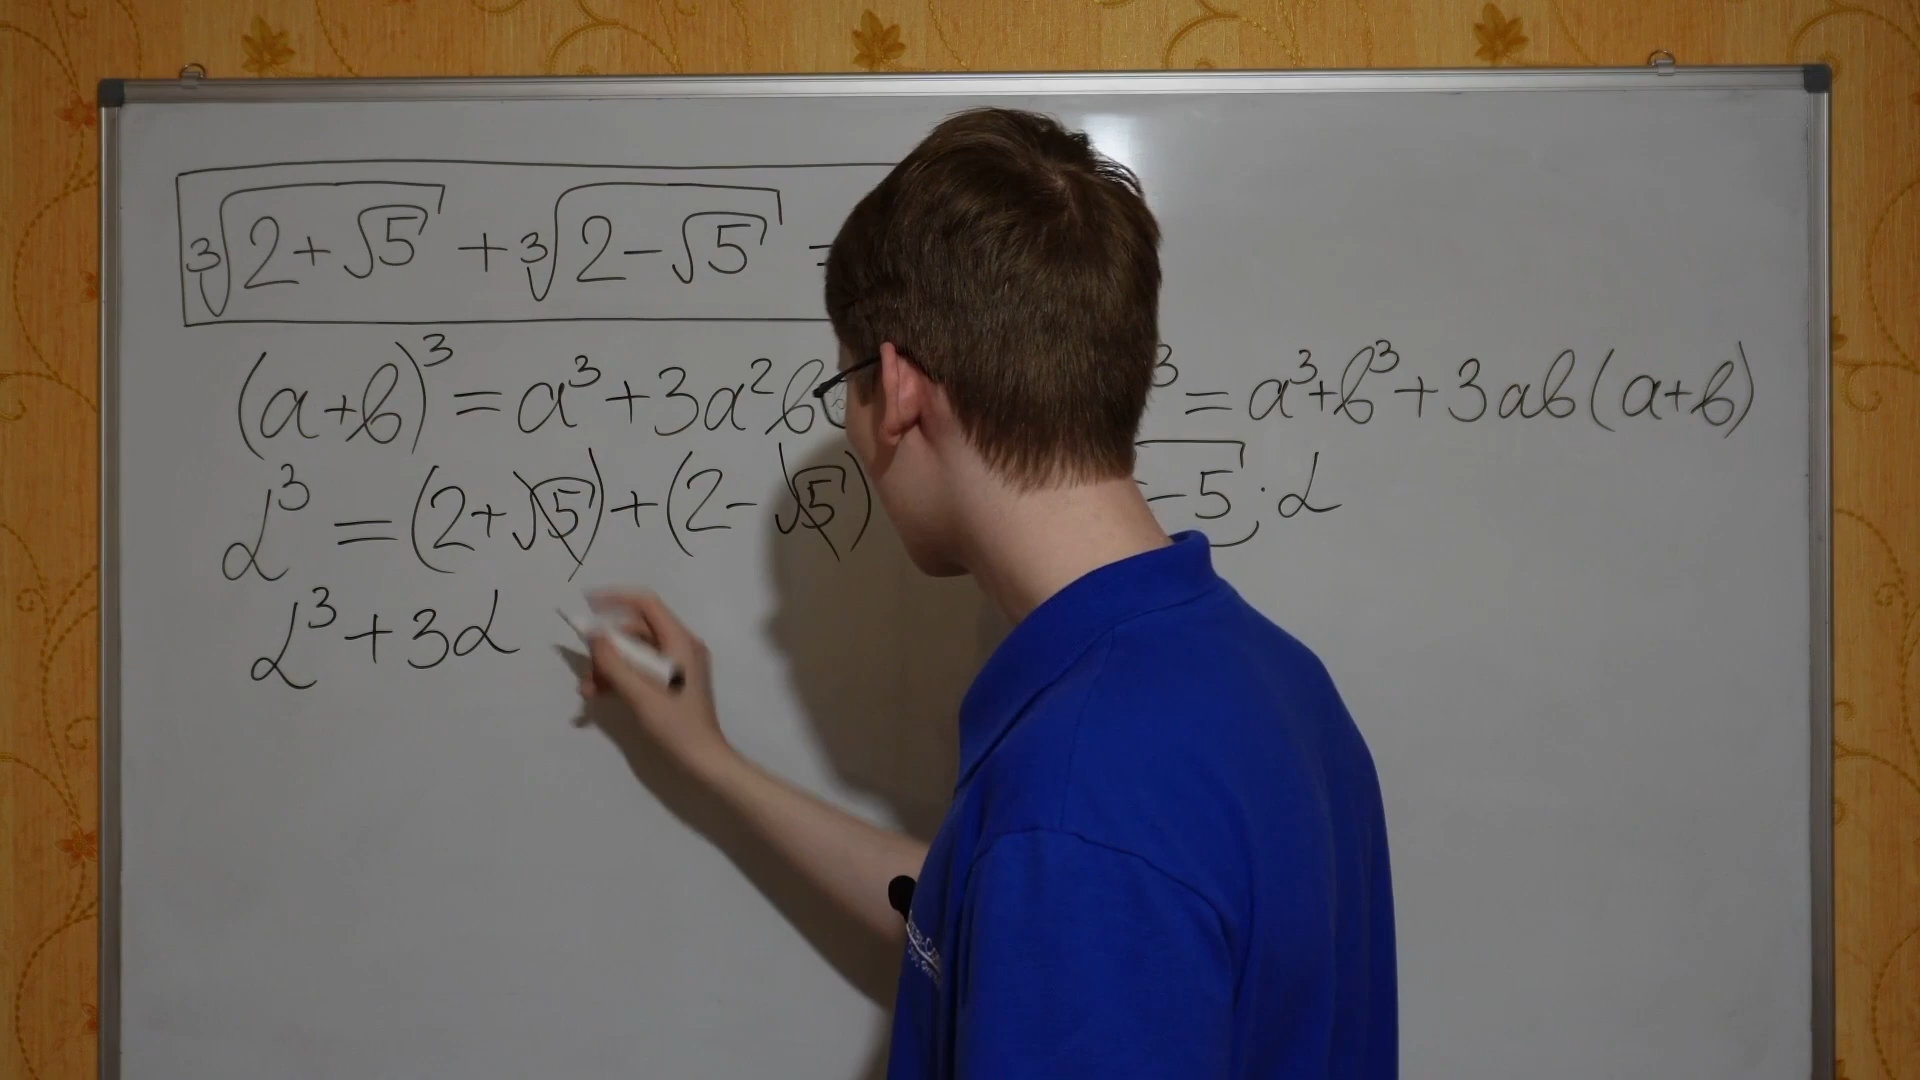 ∛(2+√5) + ∛(2-√5) =
(a+b)³ = a³+3a²b ³ = a³+b³+3ab(a+b)
α³ = (2+√5)+(2-√5) -5·α
α³+3α